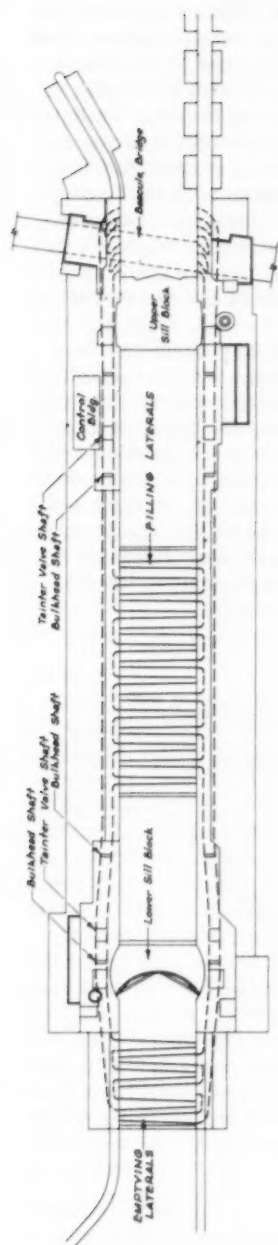 Bulkhead Shaft
Tainter Valve Shaft
Bulkhead Shaft
Tainter Valve Shaft
Bulkhead Shaft
Control
Bldg.
Bascule Bridge
Upper
Sill Block
FILLING LATERALS
Lower Sill Block
EMPTYING
LATERALS